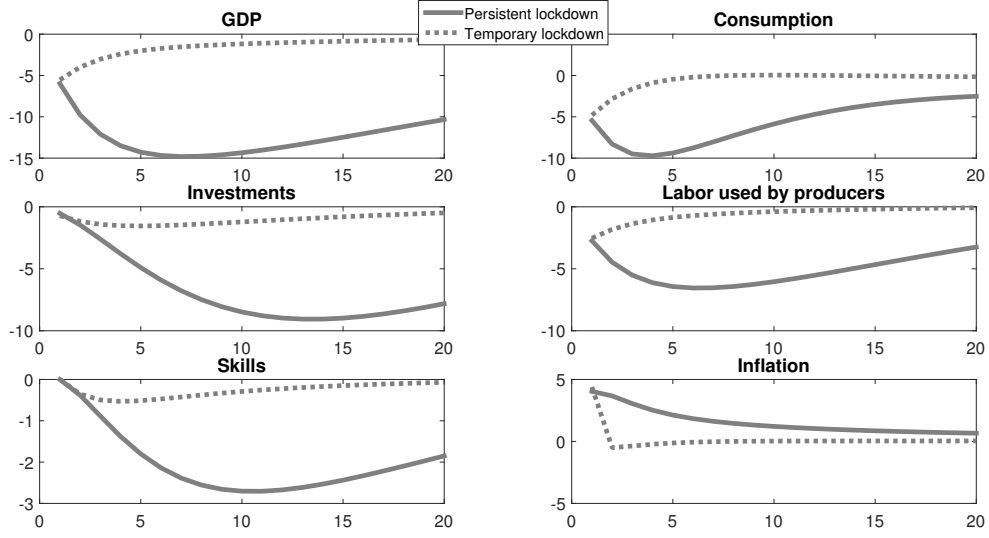 GDP
Persistent lockdown
Temporary lockdown
Consumption
0
-5
-10
-15
0 5 10 15 20
5
0
-5
-10
0 5 10 15 20
Investments
Labor used by producers
0
-5
-10
0 5 10 15 20
0
-5
-10
0 5 10 15 20
Skills
Inflation
0
-1
-2
-3
0 5 10 15 20
5
0
-5
0 5 10 15 20